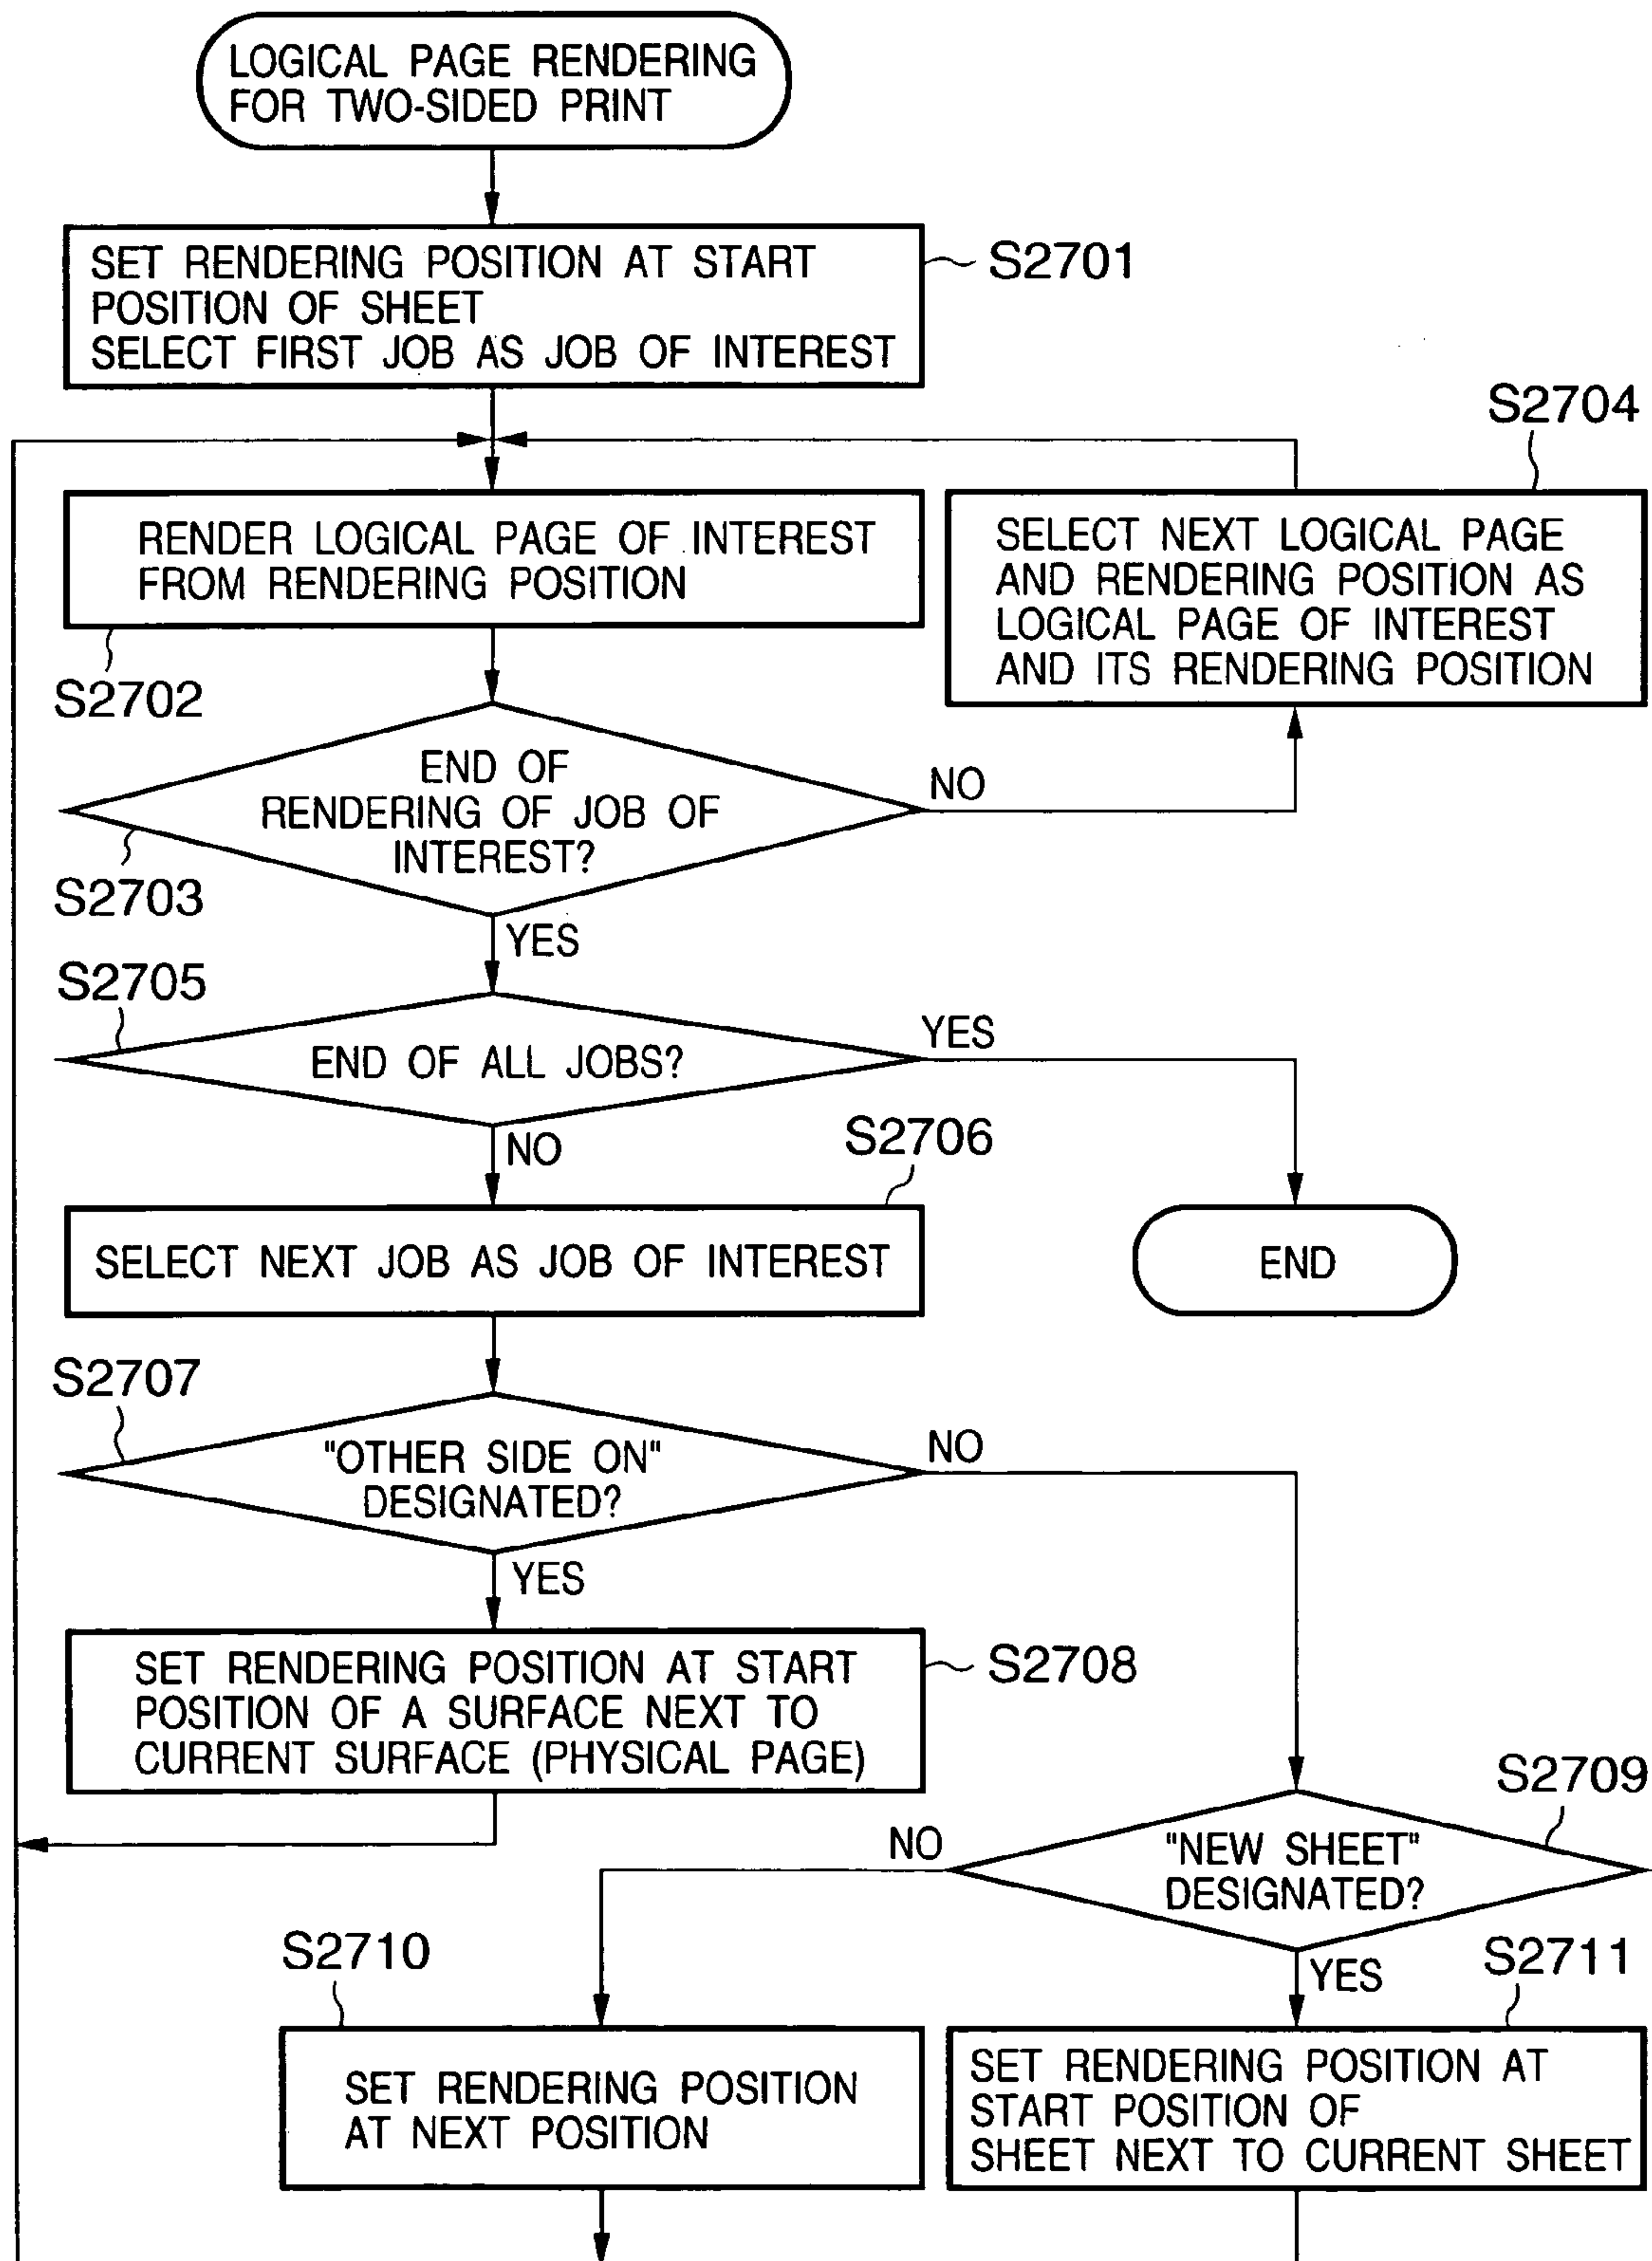 LOGICAL PAGE RENDERING
FOR TWO-SIDED PRINT
SET RENDERING POSITION AT START
POSITION OF SHEET
SELECT FIRST JOB AS JOB OF INTEREST
S2701
S2704
RENDER LOGICAL PAGE OF INTEREST
FROM RENDERING POSITION
S2702
SELECT NEXT LOGICAL PAGE
AND RENDERING POSITION AS
LOGICAL PAGE OF INTEREST
AND ITS RENDERING POSITION
END OF
RENDERING OF JOB OF
INTEREST?
NO
S2703
YES
S2705
END OF ALL JOBS?
YES
NO
S2706
SELECT NEXT JOB AS JOB OF INTEREST
END
S2707
"OTHER SIDE ON"
DESIGNATED?
NO
YES
SET RENDERING POSITION AT START
POSITION OF A SURFACE NEXT TO
CURRENT SURFACE (PHYSICAL PAGE)
S2708
S2709
NO
"NEW SHEET"
DESIGNATED?
S2710
YES
S2711
SET RENDERING POSITION
AT NEXT POSITION
SET RENDERING POSITION AT
START POSITION OF
SHEET NEXT TO CURRENT SHEET